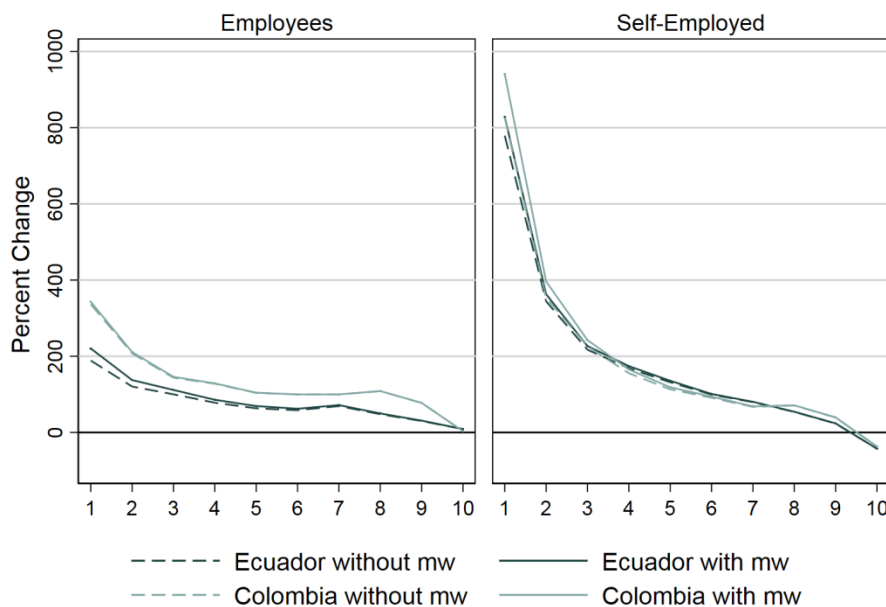 Employees Self-Employed
Percent Change
1000
800
600
400
200
0
1 2 3 4 5 6 7 8 9 10 1 2 3 4 5 6 7 8 9 10
Ecuador without mw Ecuador with mw
Colombia without mw Colombia with mw